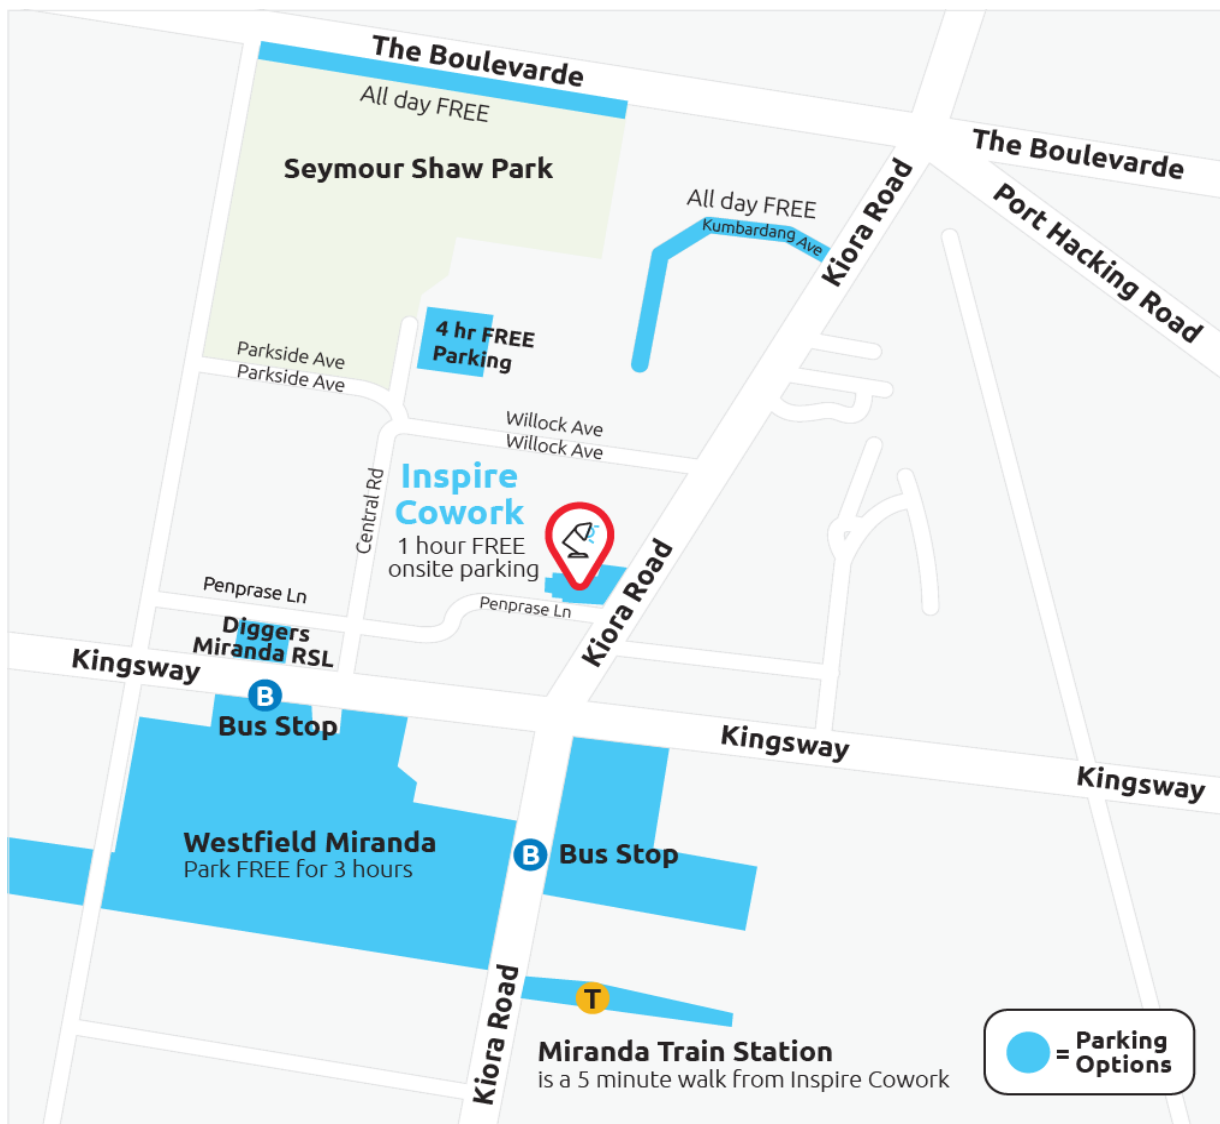 The Boulevarde
All day FREE
The Boulevarde
Seymour Shaw Park
Kiora Road
Port Hacking Road
All day FREE
Kumbardang Ave
4 hr FREE
Parking
Parkside Ave
Parkside Ave
Willock Ave
Willock Ave
Central Rd
Inspire
Cowork
1 hour FREE
onsite parking
Kiora Road
Penprase Ln
Penprase Ln
Diggers
Miranda RSL
Kingsway
B
Bus Stop
Kingsway
Kingsway
Westfield Miranda
Park FREE for 3 hours
B
Bus Stop
Kiora Road
T
Miranda Train Station
is a 5 minute walk from Inspire Cowork
= Parking
Options